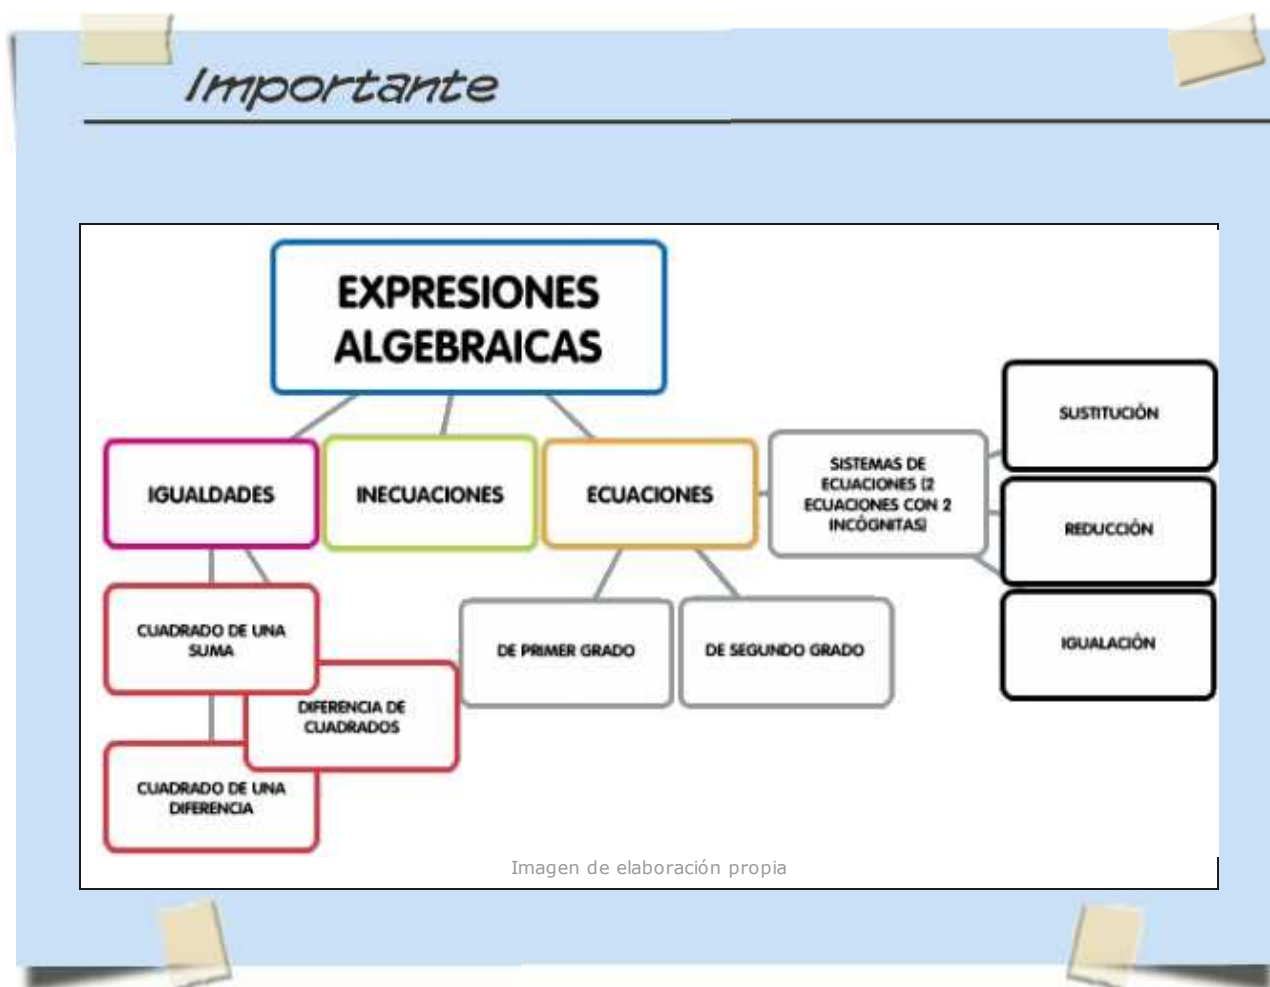 Importante
EXPRESIONES
ALGEBRAICAS
IGUALDADES
INECUACIONES
ECUACIONES
SISTEMAS DE
ECUACIONES (2
ECUACIONES CON 2
INCÓGNITAS)
SUSTITUCIÓN
REDUCCIÓN
IGUALACIÓN
CUADRADO DE UNA
SUMA
DIFERENCIA DE
CUADRADOS
CUADRADO DE UNA
DIFERENCIA
DE PRIMER GRADO
DE SEGUNDO GRADO
Imagen de elaboración propia